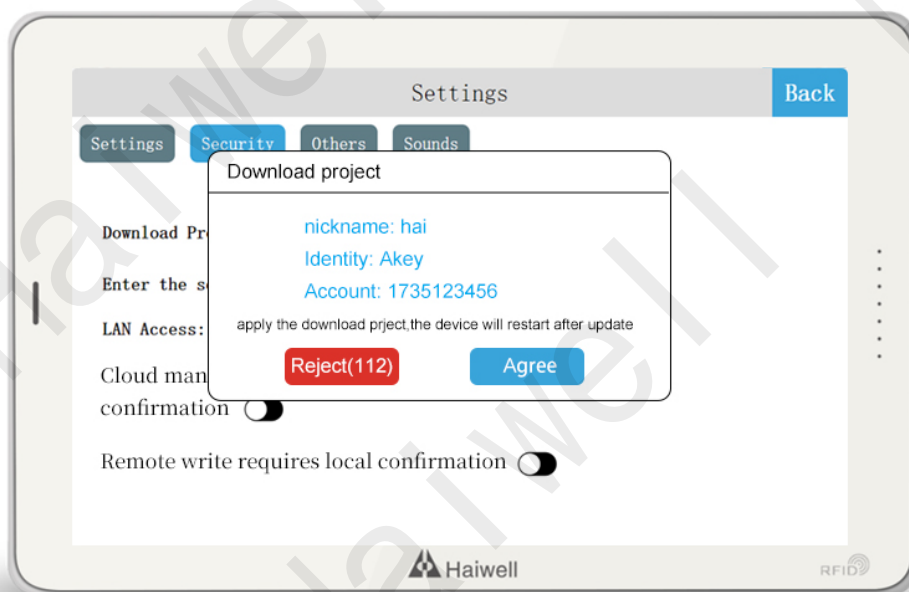 Settings
Back
Settings
Security
Others
Sounds
Download project
nickname: hai
Identity: Akey
Account: 1735123456
apply the download prject,the device will restart after update
Reject(112)
Agree
Download Pr
Enter the s
LAN Access:
Cloud man
confirmation
Remote write requires local confirmation
Haiwell
RFID
Haiwell
Haiwell